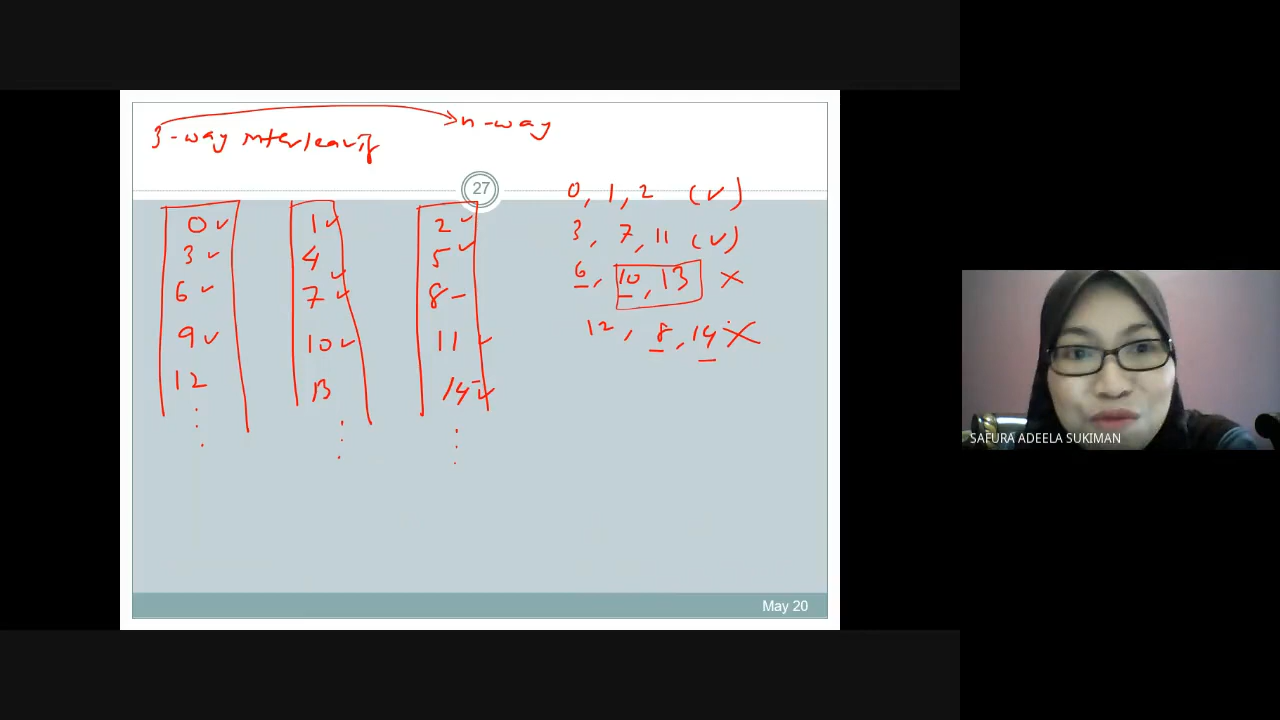 3-way interleaving
n-way
27
0, 1, 2 (✓)
3, 7, 11 (✓)
6, 10, 13 ✗
12, 8, 14 ✗
0 ✓ 1 ✓ 2 ✓
3 ✓ 4 ✓ 5 ✓
6 ✓ 7 ✓ 8 –
9 ✓ 10 ✓ 11 ✓
12 13 14 ✓
May 20
SAFURA ADEELA SUKIMAN